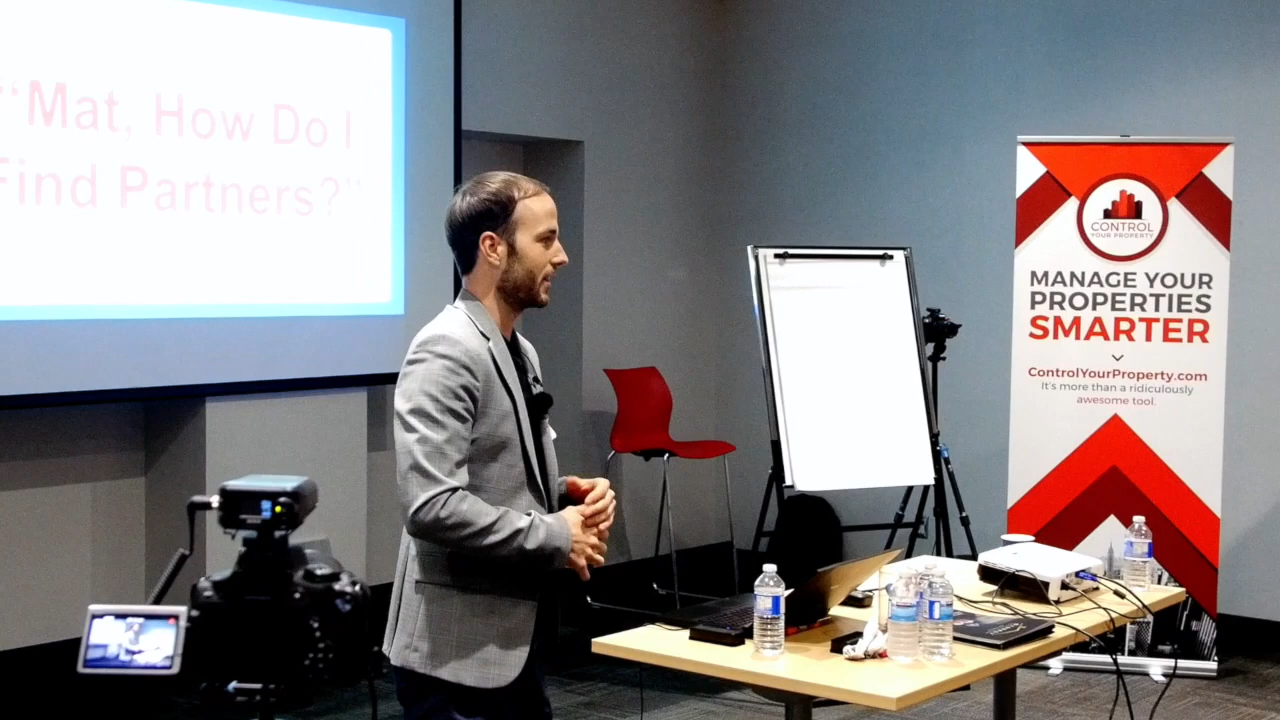 “Mat, How Do I
Find Partners?”
CONTROL
YOUR PROPERTY
MANAGE YOUR
PROPERTIES
SMARTER
ControlYourProperty.com
It's more than a ridiculously
awesome tool.